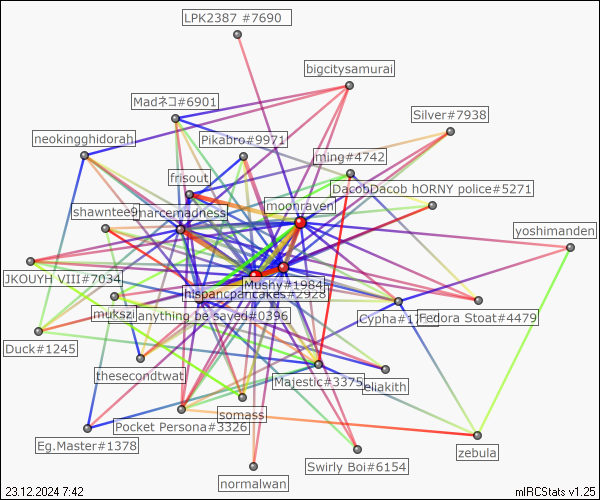 LPK2387 #7690
bigcitysamurai
Madネコ#6901
Silver#7938
neokingghidorah
Pikabro#9971
ming#4742
frisout
DacobDacob hORNY police#5271
moonraven
shawntee9
marcemadness
yoshimanden
JKOUYH VIII#7034
Mushy#1984
hispancpancakes#2928
mukszi
anything be saved#0396
Cypha#1
Fedora Stoat#4479
Duck#1245
thesecondtwat
Majestic#3375
eliakith
somass
Pocket Persona#3326
Eg.Master#1378
zebula
Swirly Boi#6154
normalwan
23.12.2024 7:42
mIRCStats v1.25